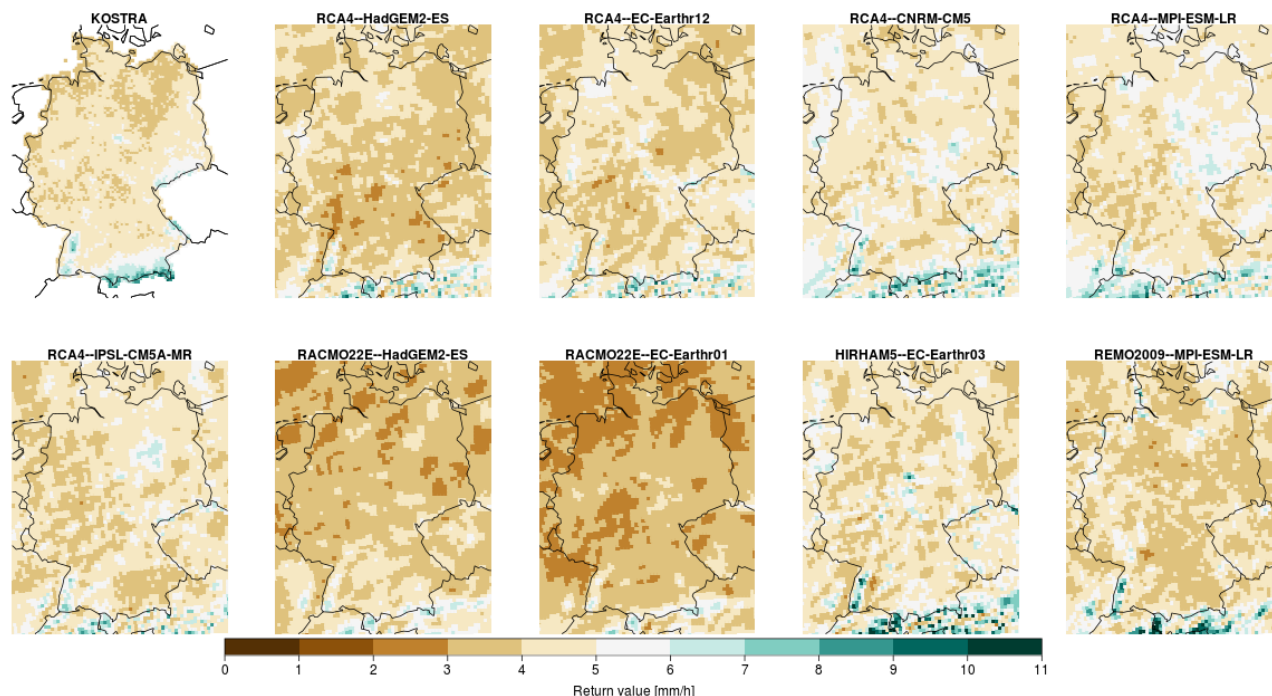 KOSTRA
RCA4--HadGEM2-ES
RCA4--EC-Earthr12
RCA4--CNRM-CM5
RCA4--MPI-ESM-LR
RCA4--IPSL-CM5A-MR
RACMO22E--HadGEM2-ES
RACMO22E--EC-Earthr01
HIRHAM5--EC-Earthr03
REMO2009--MPI-ESM-LR
0 1 2 3 4 5 6 7 8 9 10 11
Return value [mm/h]